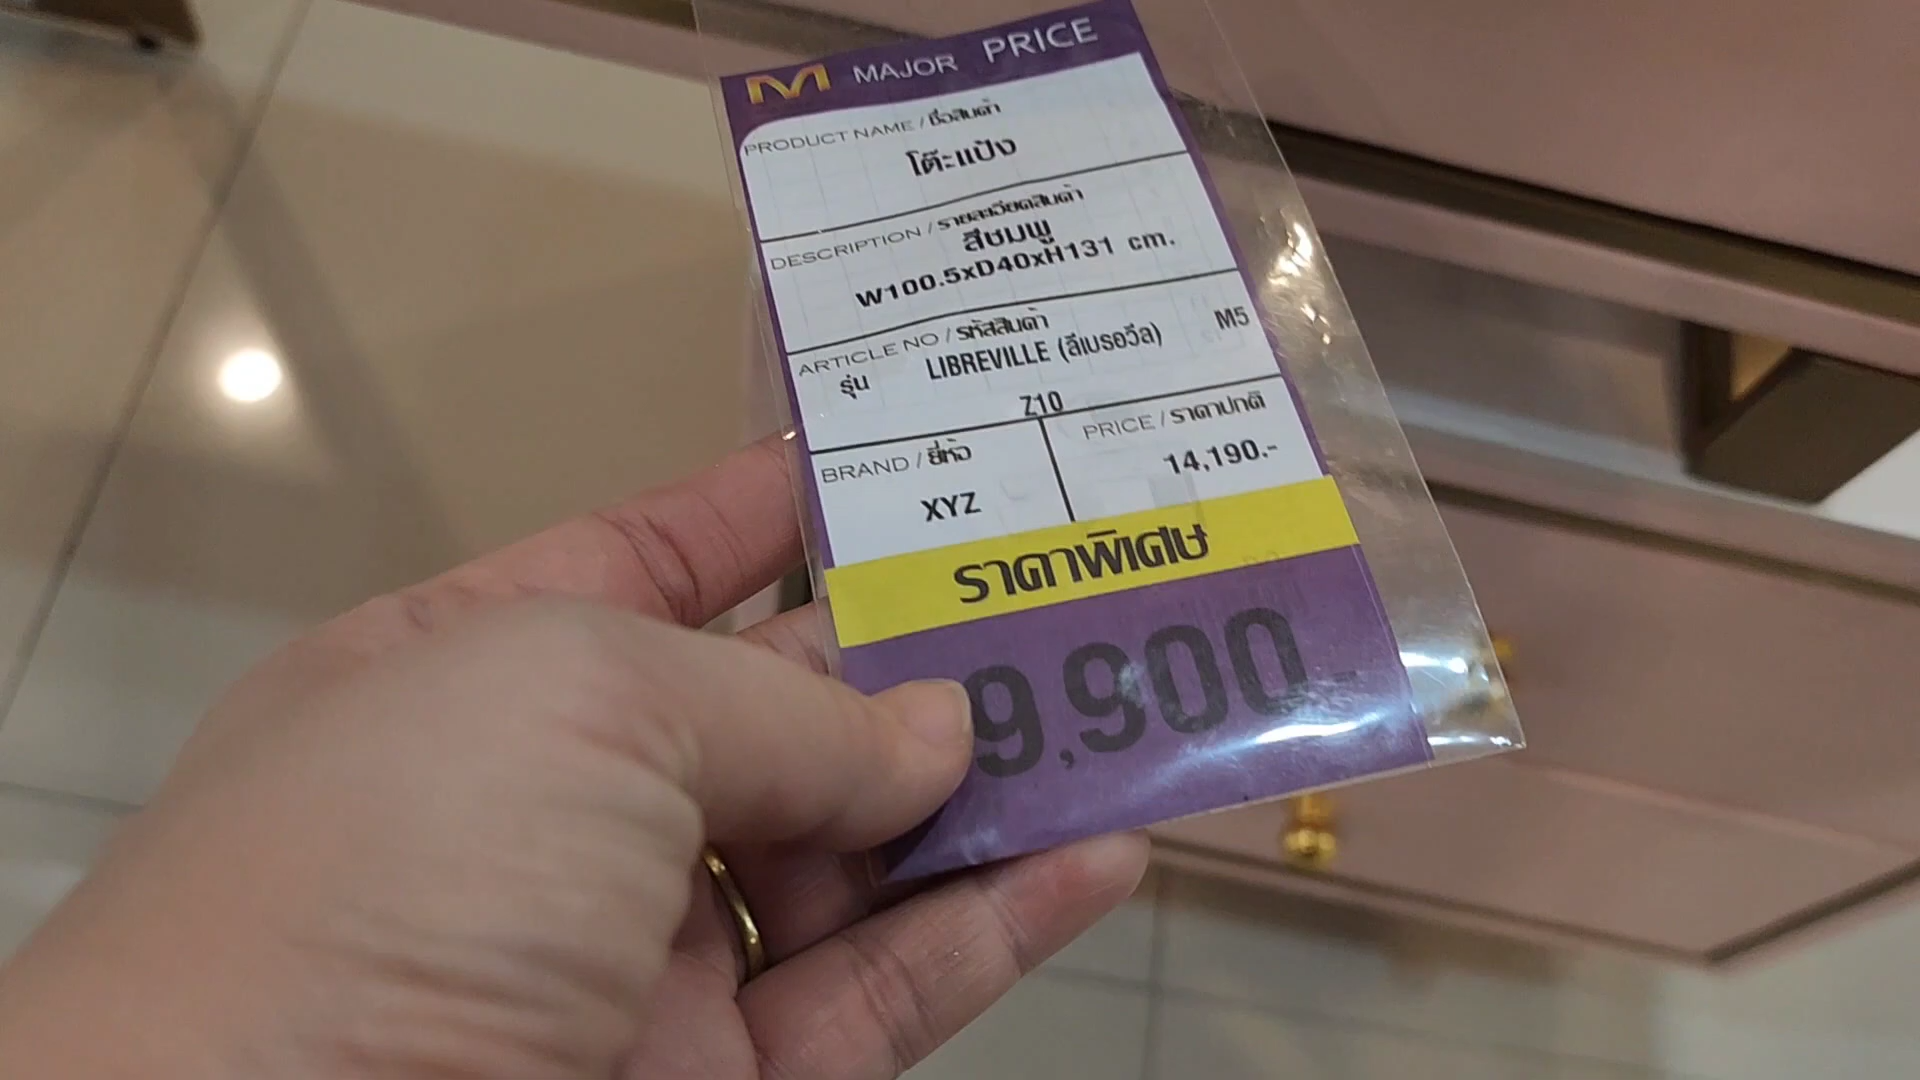 M MAJOR PRICE
PRODUCT NAME / ชื่อสินค้า
โต๊ะแป้ง
DESCRIPTION / รายละเอียดสินค้า
สีชมพู
W100.5xD40xH131 cm.
ARTICLE NO / รหัสสินค้า
รุ่น LIBREVILLE (ลีเบรอวีล) M5
Z10
BRAND / ยี่ห้อ
XYZ
PRICE / ราคาปกติ
14,190.-
ราคาพิเศษ
9,900.-